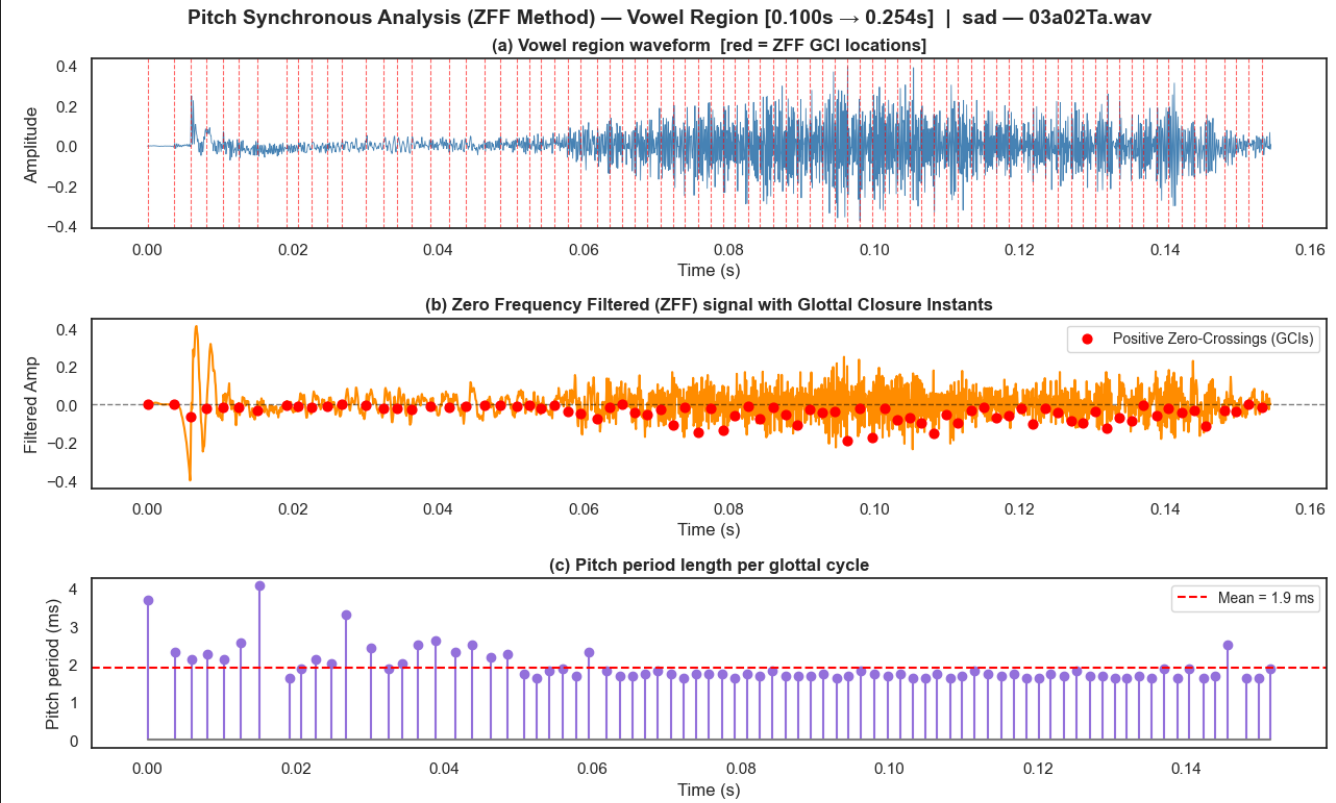 Pitch Synchronous Analysis (ZFF Method) — Vowel Region [0.100s → 0.254s] | sad — 03a02Ta.wav
(a) Vowel region waveform [red = ZFF GCI locations]
Amplitude
0.4
0.2
0.0
−0.2
−0.4
0.00 0.02 0.04 0.06 0.08 0.10 0.12 0.14 0.16
Time (s)
(b) Zero Frequency Filtered (ZFF) signal with Glottal Closure Instants
Positive Zero-Crossings (GCIs)
Filtered Amp
0.4
0.2
0.0
−0.2
−0.4
0.00 0.02 0.04 0.06 0.08 0.10 0.12 0.14 0.16
Time (s)
(c) Pitch period length per glottal cycle
Mean = 1.9 ms
Pitch period (ms)
4
3
2
1
0
0.00 0.02 0.04 0.06 0.08 0.10 0.12 0.14
Time (s)